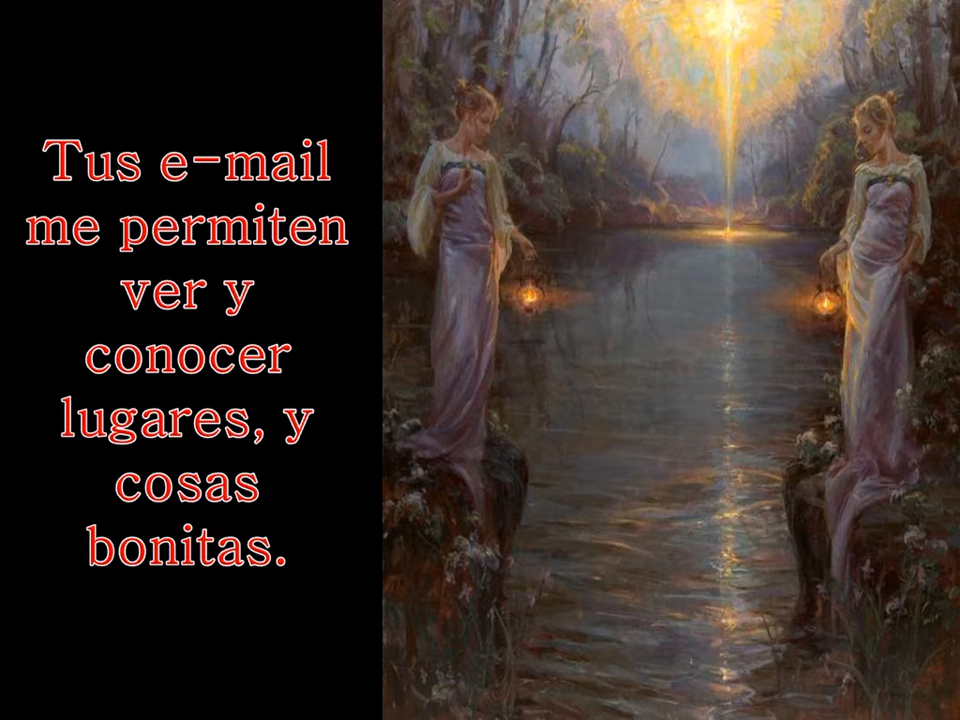 Tus e-mail
me permiten
ver y
conocer
lugares, y
cosas
bonitas.